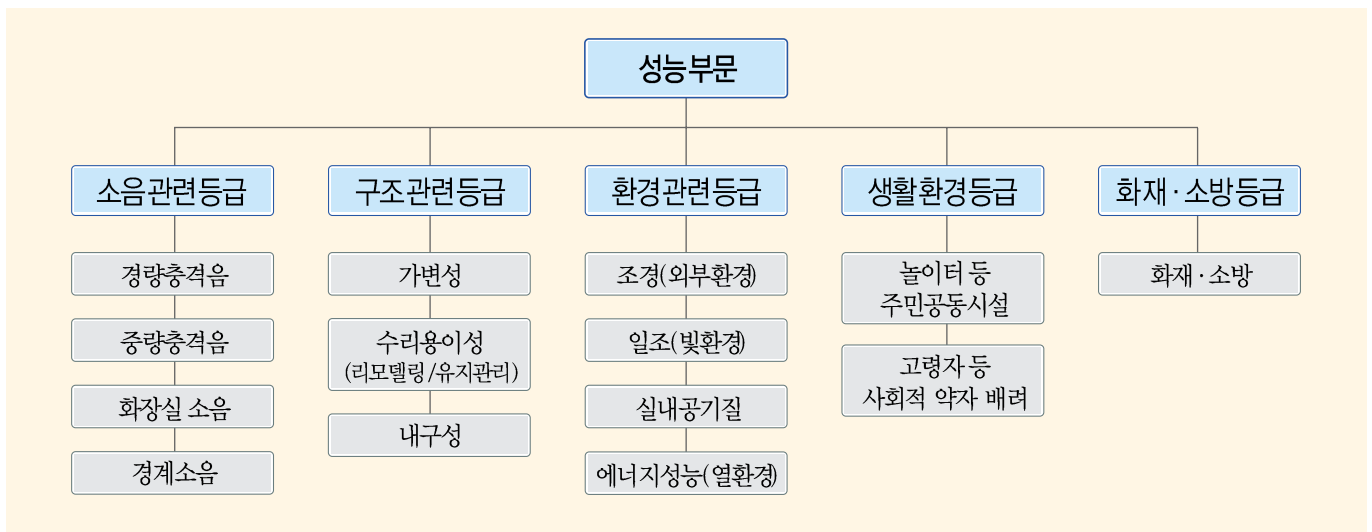 성능부문
소음관련등급
경량충격음
중량충격음
화장실 소음
경계소음
구조관련등급
가변성
수리용이성
(리모델링/유지관리)
내구성
환경관련등급
조경(외부환경)
일조(빛환경)
실내공기질
에너지성능(열환경)
생활환경등급
놀이터 등
주민공동시설
고령자 등
사회적 약자 배려
화재·소방등급
화재·소방